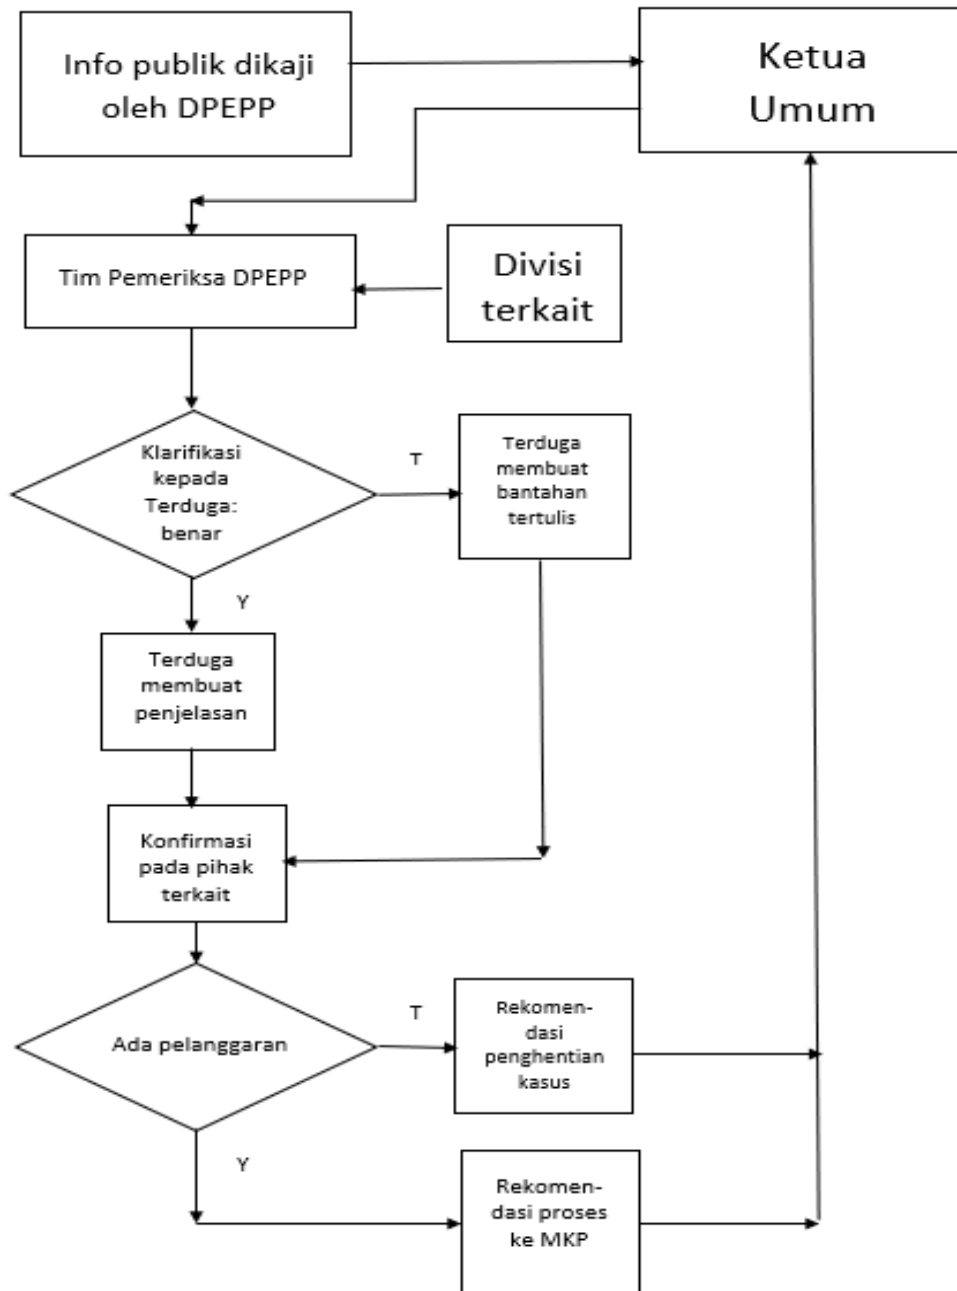 Info publik dikaji
oleh DPEPP
Ketua
Umum
Tim Pemeriksa DPEPP
Divisi
terkait
Klarifikasi
kepada
Terduga:
benar
T
Terduga
membuat
bantahan
tertulis
Y
Terduga
membuat
penjelasan
Konfirmasi
pada pihak
terkait
Ada pelanggaran
T
Rekomen-
dasi
penghentian
kasus
Y
Rekomen-
dasi proses
ke MKP